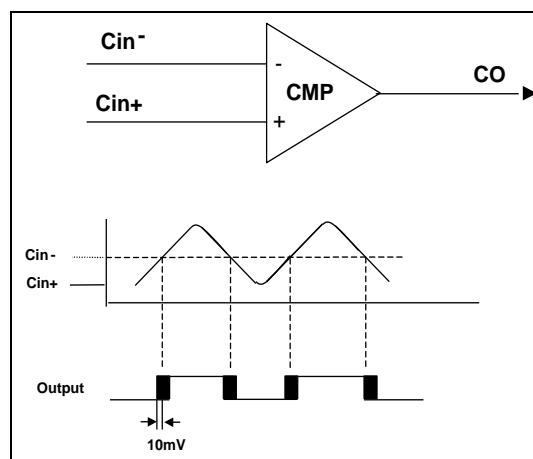 Cin-
CO
-
CMP
Cin+
+
Cin-
Cin+
Output
10mV